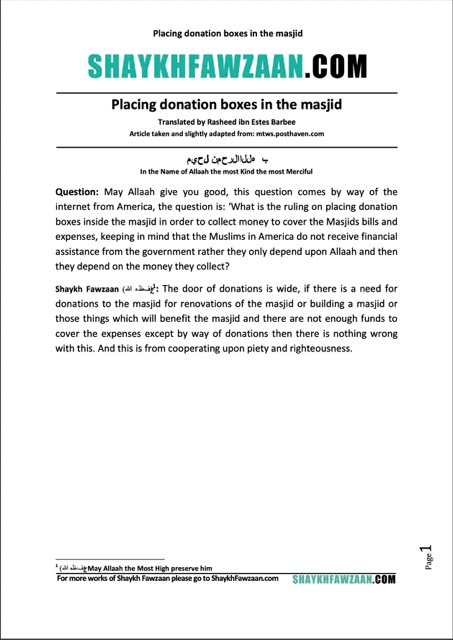 Placing donation boxes in the masjid
SHAYKHFAWZAAN.COM
Placing donation boxes in the masjid
Translated by Rasheed ibn Estes Barbee
Article taken and slightly adapted from: mtws.posthaven.com
In the Name of Allaah the most Kind the most Merciful
Question: May Allaah give you good, this question comes by way of the
internet from America, the question is: ‘What is the ruling on placing donation
boxes inside the masjid in order to collect money to cover the Masjids bills and
expenses, keeping in mind that the Muslims in America do not receive financial
assistance from the government rather they only depend upon Allaah and then
they depend on the money they collect?
Shaykh Fawzaan (¹: The door of donations is wide, if there is a need for
donations to the masjid for renovations of the masjid or building a masjid or
those things which will benefit the masjid and there are not enough funds to
cover the expenses except by way of donations then there is nothing wrong
with this. And this is from cooperating upon piety and righteousness.
¹ (May Allaah the Most High preserve him
For more works of Shaykh Fawzaan please go to ShaykhFawzaan.com SHAYKHFAWZAAN.COM
Page 1